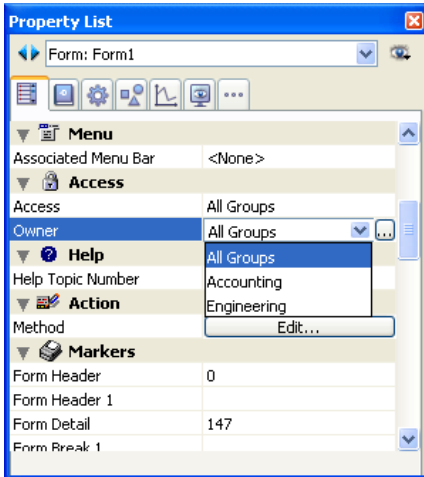 Property List
Form: Form1
Menu
Associated Menu Bar <None>
Access
Access All Groups
Owner All Groups ...
Help All Groups
Help Topic Number Accounting
Action Engineering
Method Edit...
Markers
Form Header 0
Form Header 1
Form Detail 147
Form Break 1